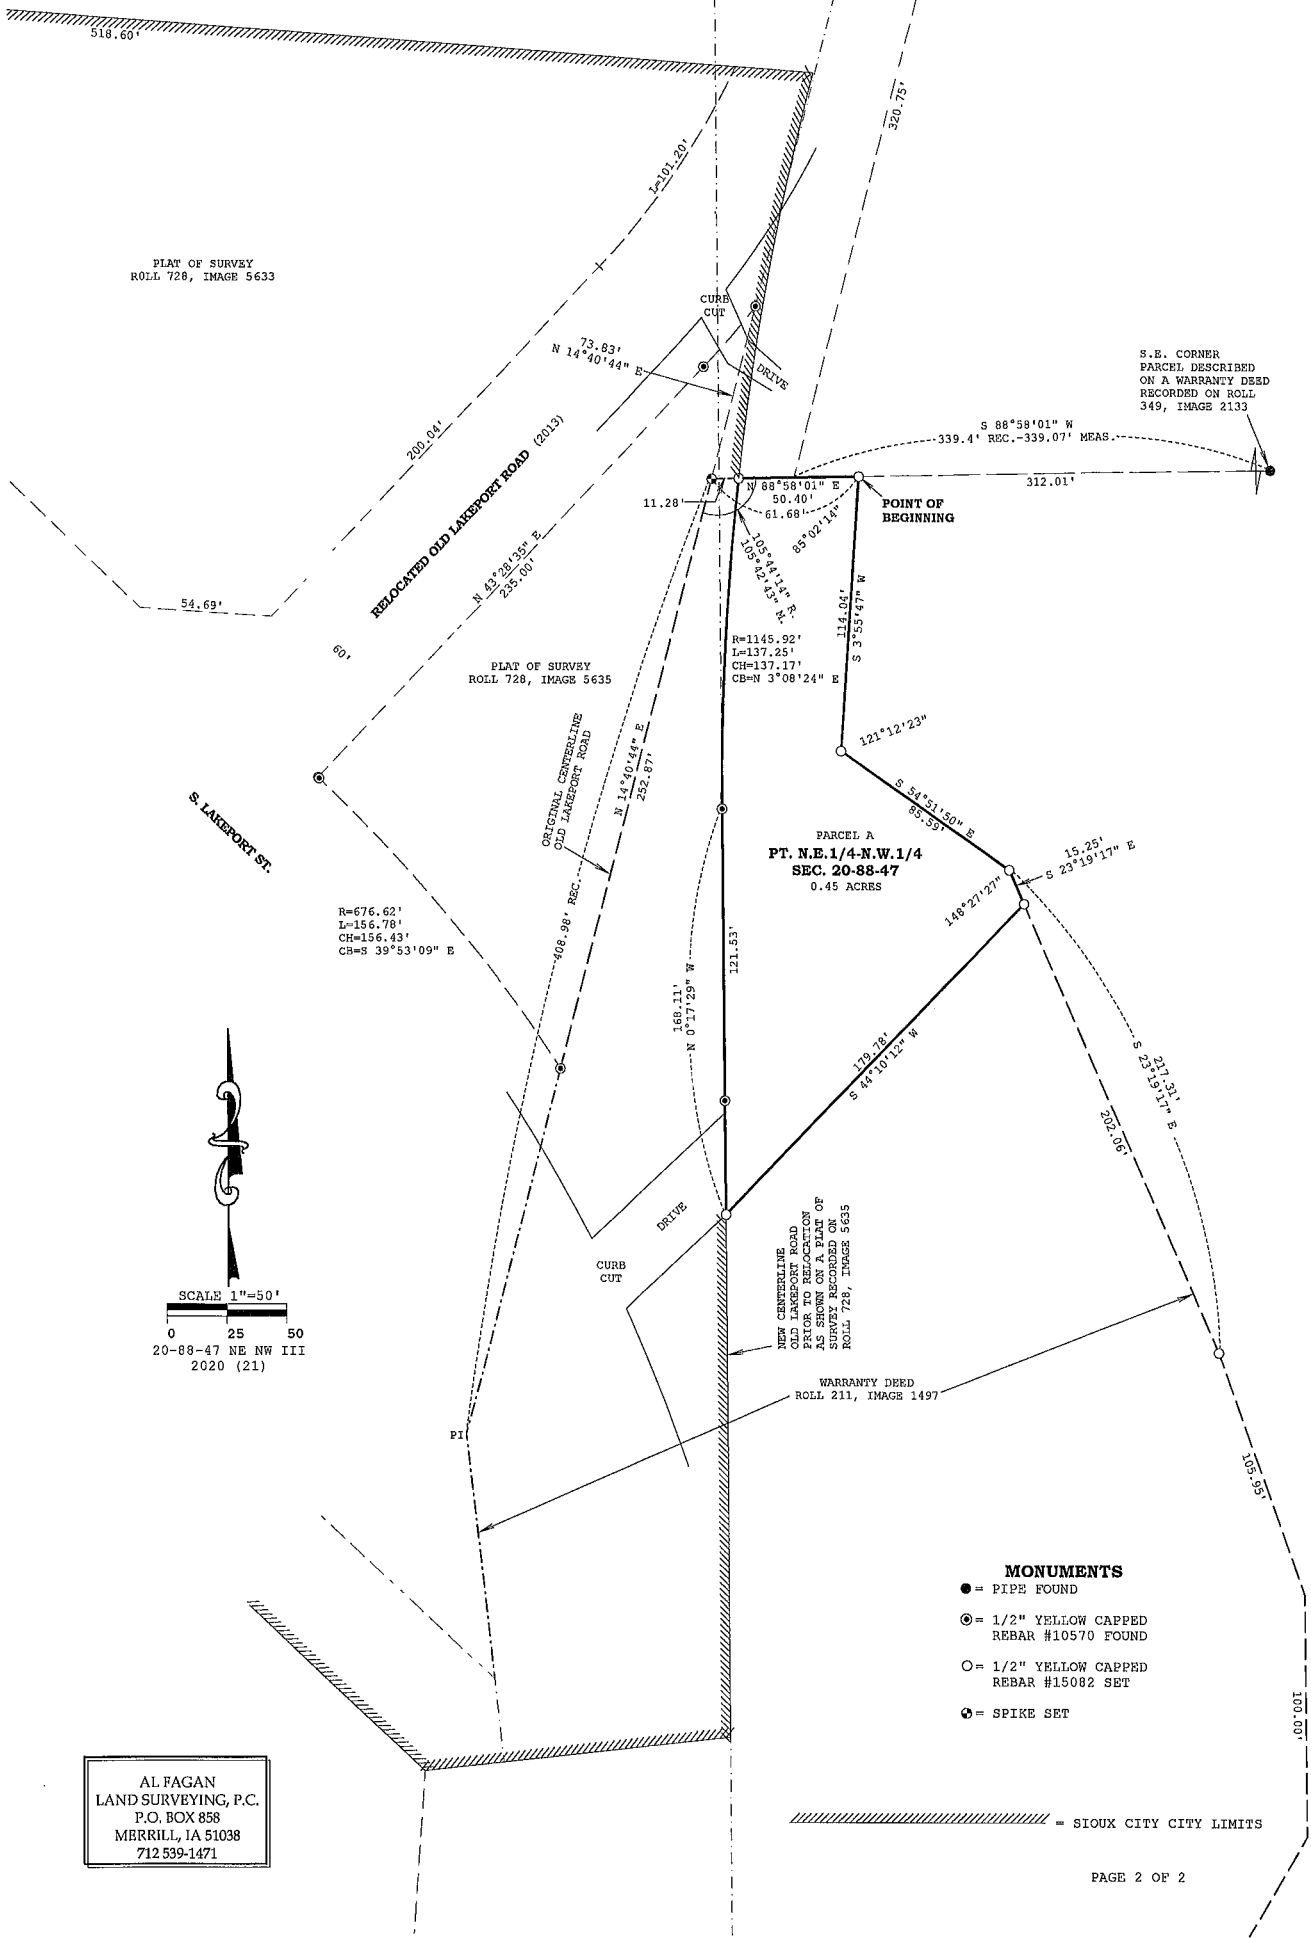 518.60'
320.75'
L=101.20'
PLAT OF SURVEY
ROLL 728, IMAGE 5633
CURB
CUT
73.83'
N 14°40'44" E
DRIVE
S.E. CORNER
PARCEL DESCRIBED
ON A WARRANTY DEED
RECORDED ON ROLL
349, IMAGE 2133
200.04'
RELOCATED OLD LAKEPORT ROAD (2013)
S 88°58'01" W
339.4' REC.-339.07' MEAS.
312.01'
N 88°58'01" E
50.40'
61.68'
11.28'
POINT OF
BEGINNING
85°02'14"
105°44'14" R.
105°42'43" M.
N 43°28'35" E
235.00'
54.69'
60'
114.04'
S 3°55'47" W
R=1145.92'
L=137.25'
CH=137.17'
CB=N 3°08'24" E
PLAT OF SURVEY
ROLL 728, IMAGE 5635
ORIGINAL CENTERLINE
OLD LAKEPORT ROAD
N 14°40'44" E
252.87'
121°12'23"
S 54°51'50" E
85.59'
S. LAKEPORT ST.
PARCEL A
PT. N.E.1/4-N.W.1/4
SEC. 20-88-47
0.45 ACRES
15.25'
S 23°19'17" E
148°27'27"
R=676.62'
L=156.78'
CH=156.43'
CB=S 39°53'09" E
408.98' REC.
121.53'
168.11'
N 0°17'29" W
179.78'
S 44°10'12" W
217.31'
S 23°19'17" E
202.06'
DRIVE
CURB
CUT
NEW CENTERLINE
OLD LAKEPORT ROAD
PRIOR TO RELOCATION
AS SHOWN ON A PLAT OF
SURVEY RECORDED ON
ROLL 728, IMAGE 5635
SCALE 1"=50'
0 25 50
20-88-47 NE NW III
2020 (21)
WARRANTY DEED
ROLL 211, IMAGE 1497
PI
105.95'
100.00'
MONUMENTS
= PIPE FOUND
= 1/2" YELLOW CAPPED
REBAR #10570 FOUND
= 1/2" YELLOW CAPPED
REBAR #15082 SET
= SPIKE SET
AL FAGAN
LAND SURVEYING, P.C.
P.O. BOX 858
MERRILL, IA 51038
712 539-1471
= SIOUX CITY CITY LIMITS
PAGE 2 OF 2